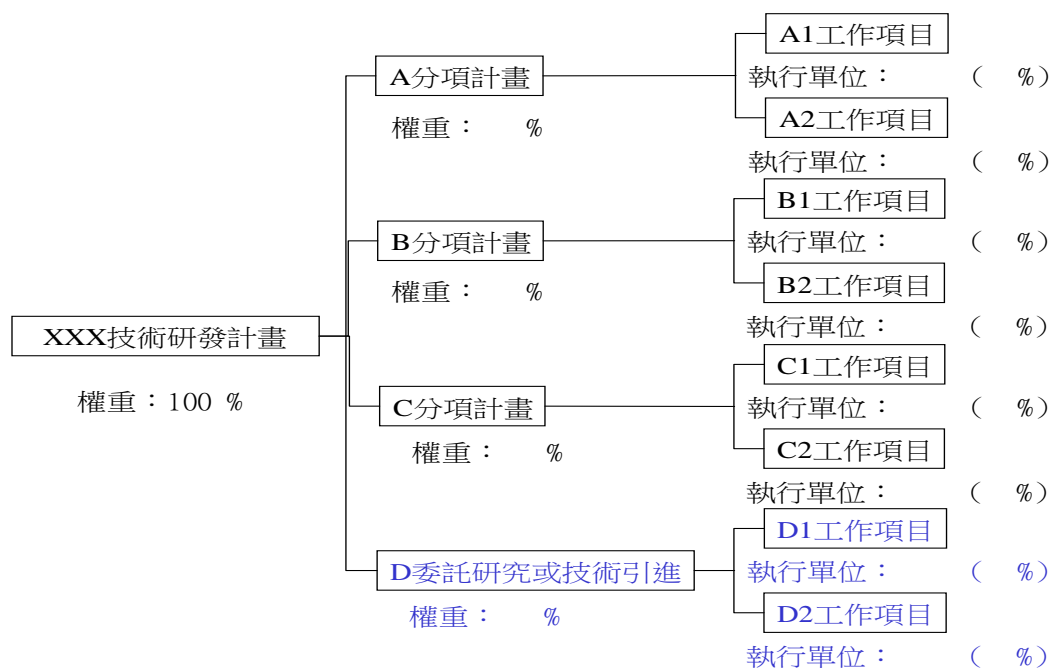 XXX技術研發計畫
權重：100 %
A分項計畫
權重：　　%
A1工作項目
執行單位：　　　(　%)
A2工作項目
執行單位：　　　(　%)
B分項計畫
權重：　　%
B1工作項目
執行單位：　　　(　%)
B2工作項目
執行單位：　　　(　%)
C分項計畫
權重：　　%
C1工作項目
執行單位：　　　(　%)
C2工作項目
執行單位：　　　(　%)
D委託研究或技術引進
權重：　　%
D1工作項目
執行單位：　　　(　%)
D2工作項目
執行單位：　　　(　%)